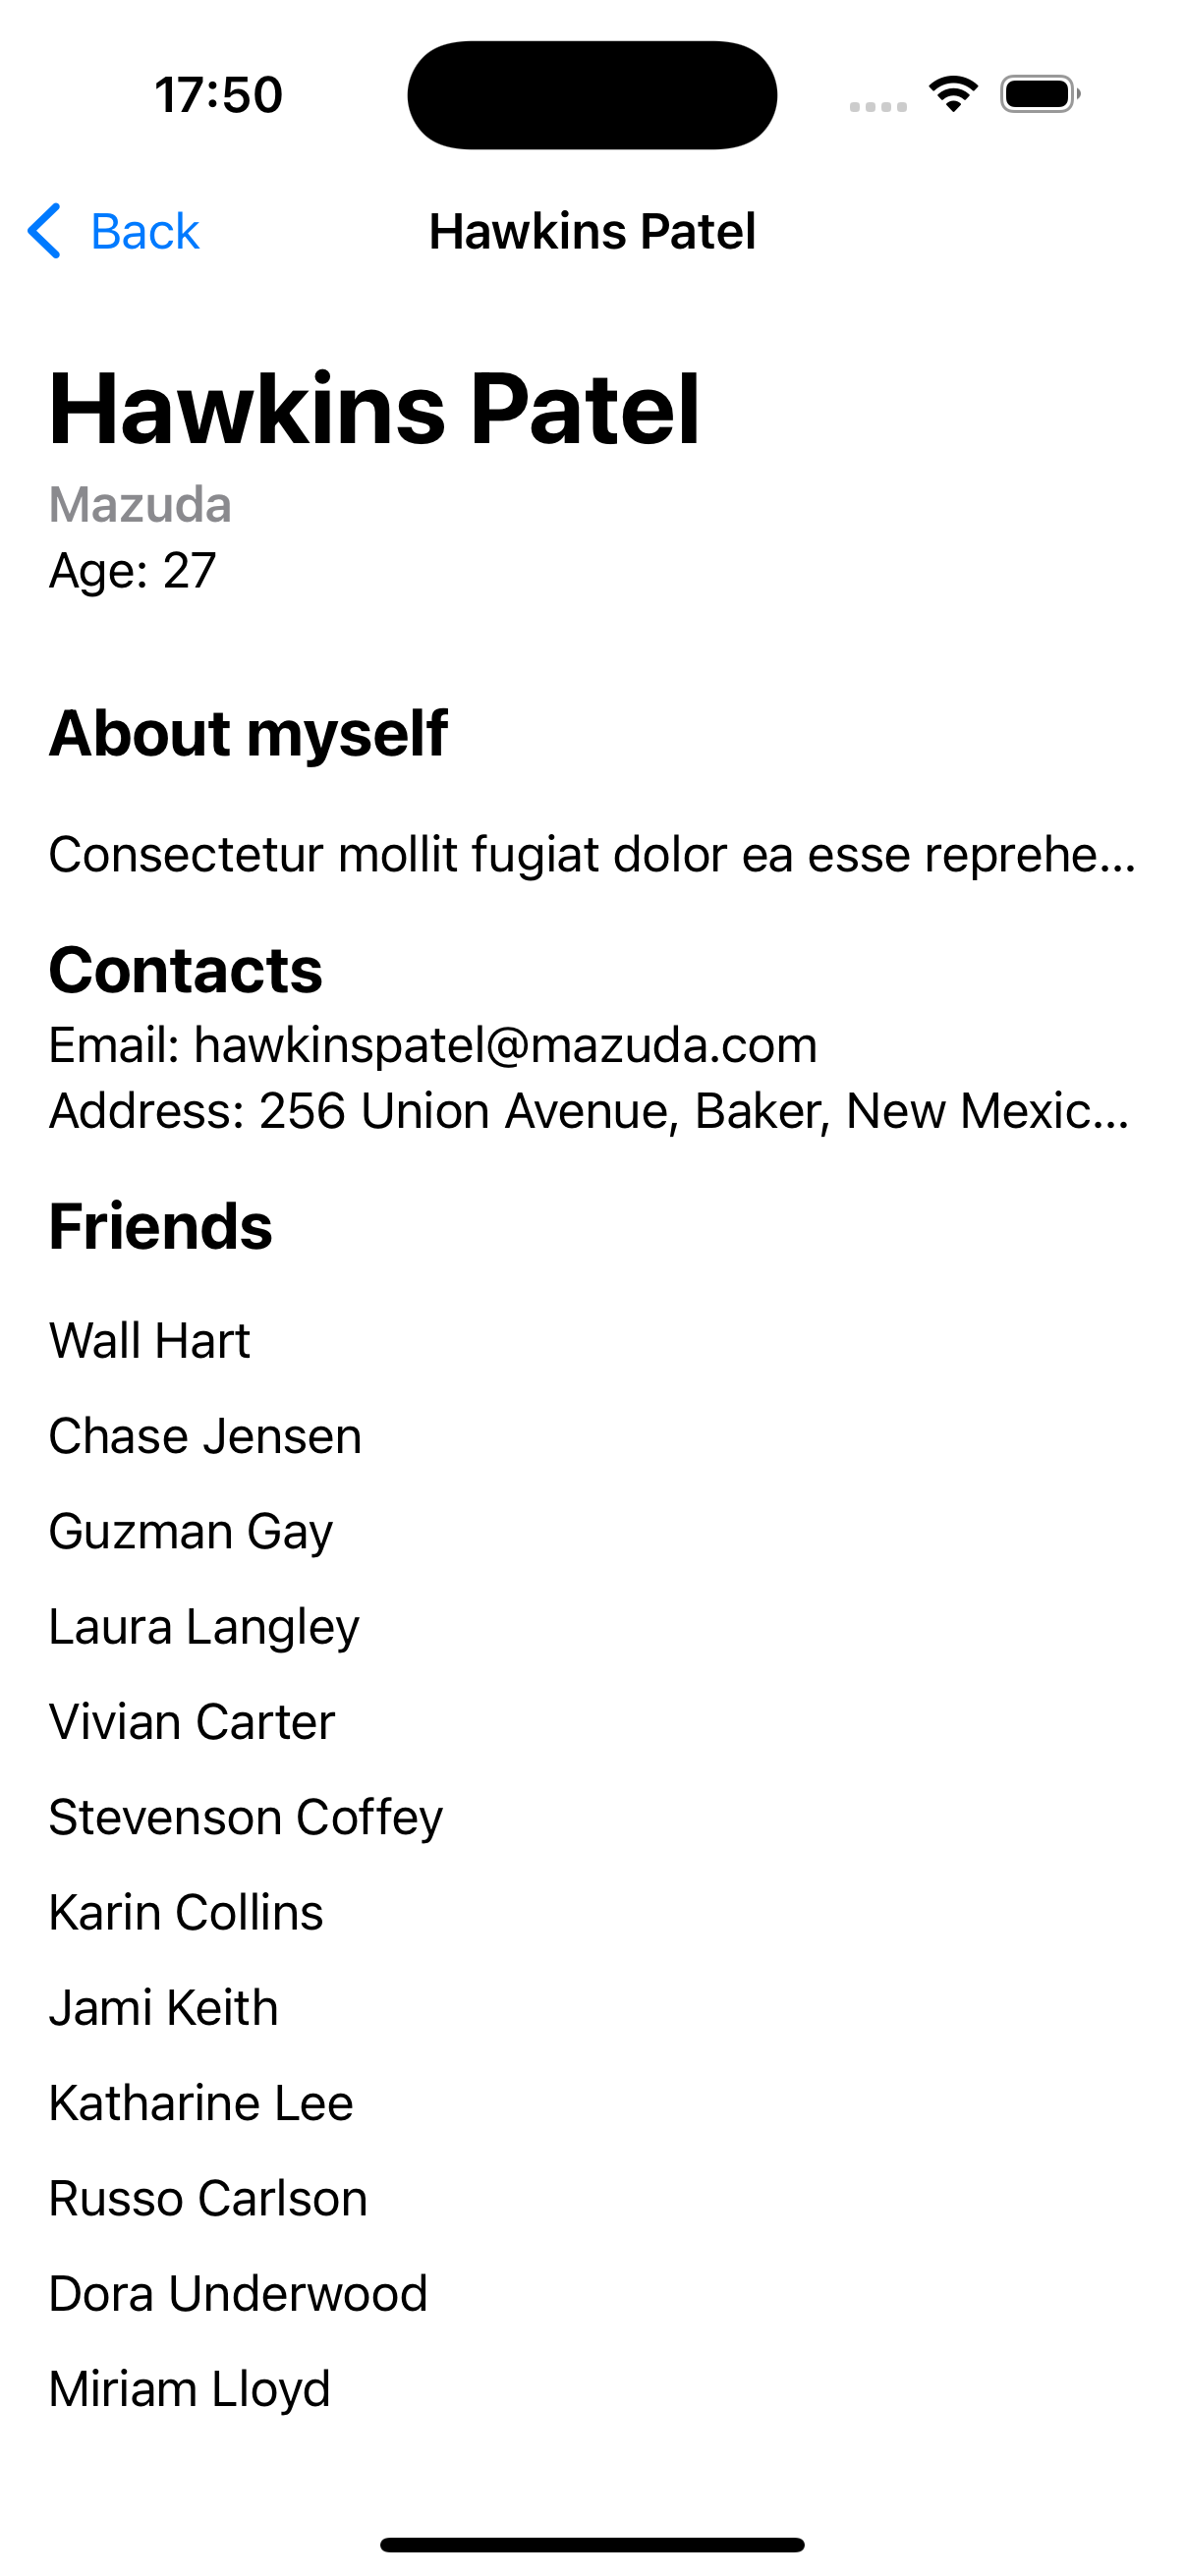 17:50
Back
Hawkins Patel
Hawkins Patel
Mazuda
Age: 27
About myself
Consectetur mollit fugiat dolor ea esse reprehe...
Contacts
Email: hawkinspatel@mazuda.com
Address: 256 Union Avenue, Baker, New Mexic...
Friends
Wall Hart
Chase Jensen
Guzman Gay
Laura Langley
Vivian Carter
Stevenson Coffey
Karin Collins
Jami Keith
Katharine Lee
Russo Carlson
Dora Underwood
Miriam Lloyd